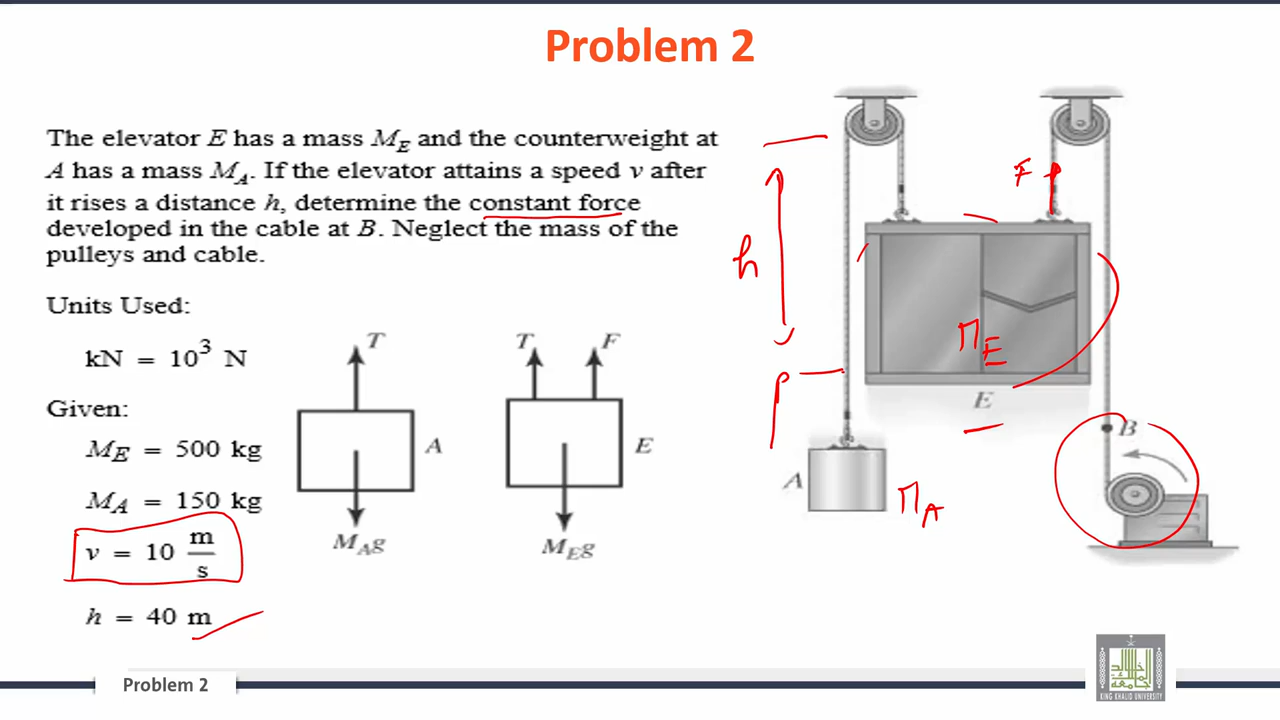 Problem 2
The elevator E has a mass M_E and the counterweight at
A has a mass M_A. If the elevator attains a speed v after
it rises a distance h, determine the constant force
developed in the cable at B. Neglect the mass of the
pulleys and cable.
Units Used:
kN = 10³ N
Given:
M_E = 500 kg
M_A = 150 kg
v = 10 m/s
h = 40 m
T
A
M_Ag
T
F
E
M_Eg
F
h
M_E
E
B
A
M_A
Problem 2
KING KHALID UNIVERSITY